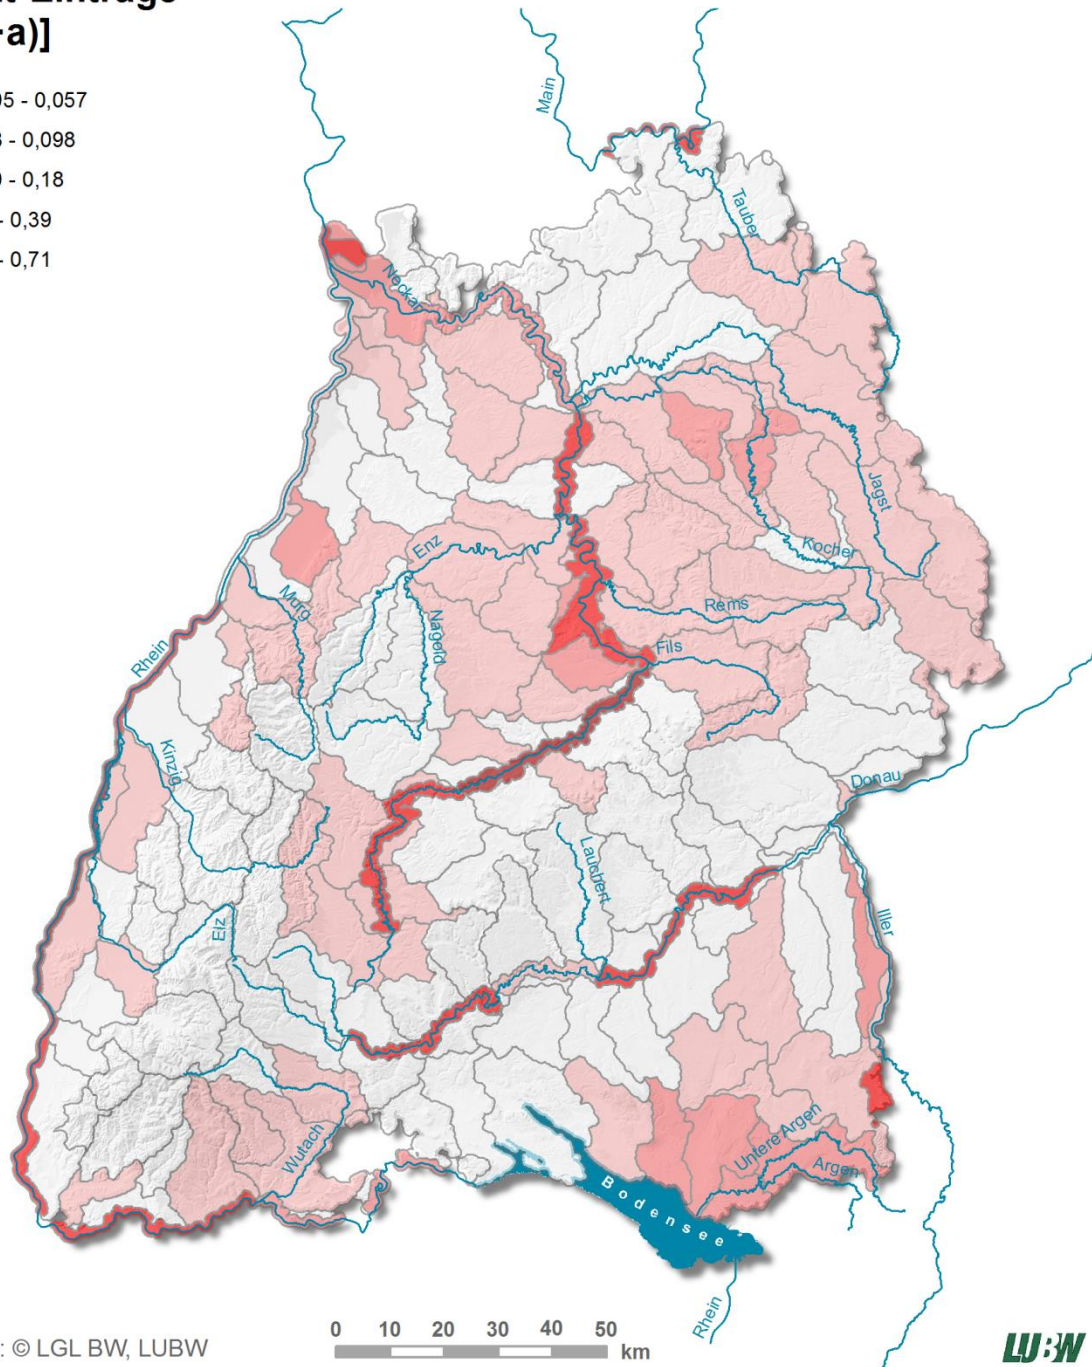 -a)]
5 - 0,057
- 0,098
- 0,18
- 0,39
- 0,71
Main
Tauber
Neckar
Jagst
Kocher
Enz
Murg
Nagold
Rems
Fils
Rhein
Kinzig
Donau
Lauchert
Elz
Iller
Wutach
Untere Argen
Argen
Bodensee
Rhein
0 10 20 30 40 50
km
: © LGL BW, LUBW
LUBW